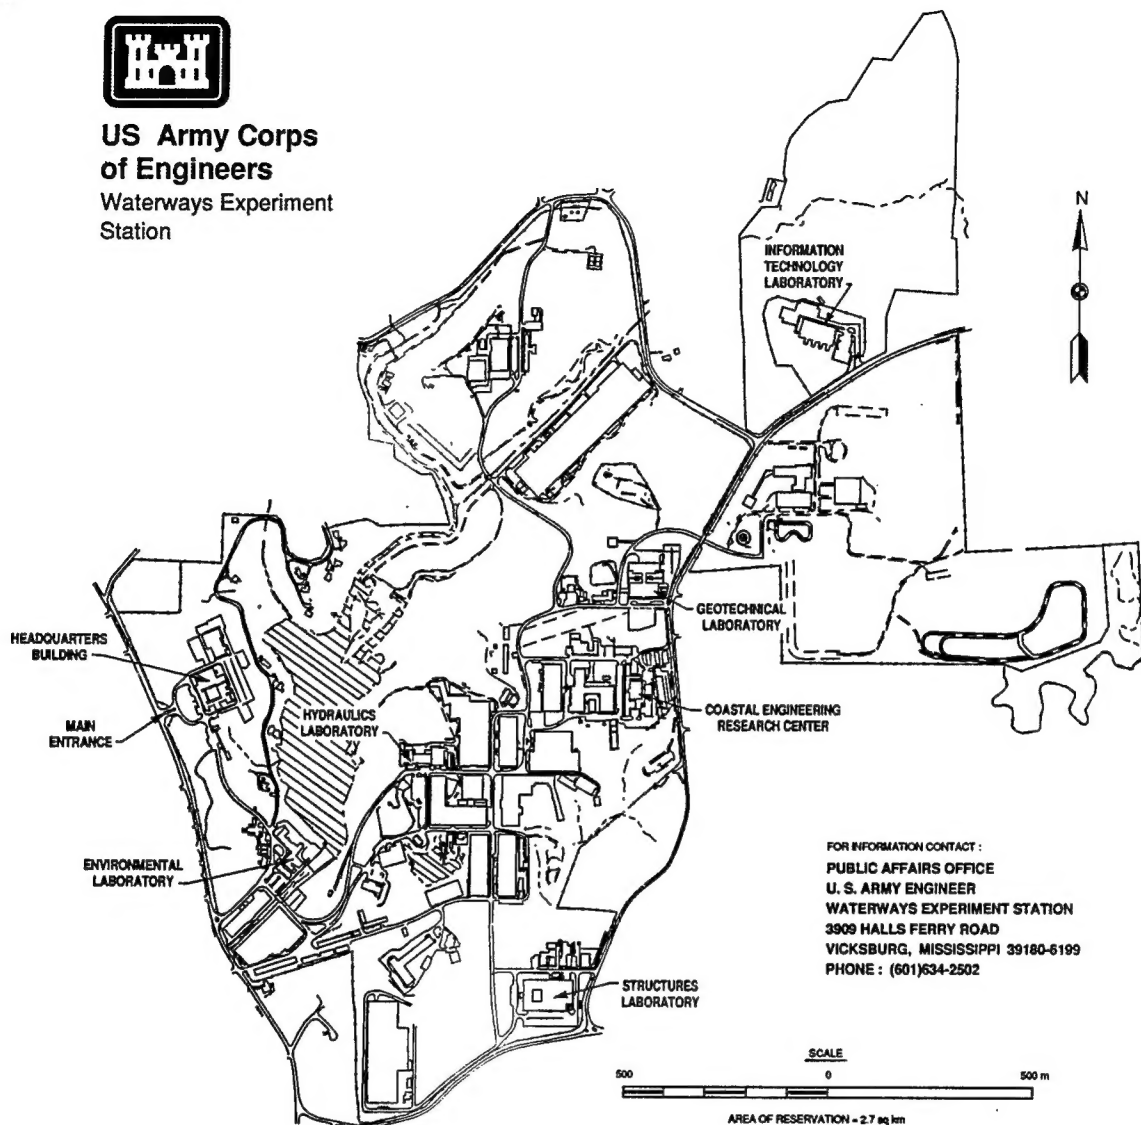 US Army Corps
of Engineers
Waterways Experiment
Station
N
INFORMATION
TECHNOLOGY
LABORATORY
GEOTECHNICAL
LABORATORY
HEADQUARTERS
BUILDING
MAIN
ENTRANCE
HYDRAULICS
LABORATORY
COASTAL ENGINEERING
RESEARCH CENTER
ENVIRONMENTAL
LABORATORY
STRUCTURES
LABORATORY
FOR INFORMATION CONTACT :
PUBLIC AFFAIRS OFFICE
U. S. ARMY ENGINEER
WATERWAYS EXPERIMENT STATION
3909 HALLS FERRY ROAD
VICKSBURG, MISSISSIPPI 39180-6199
PHONE : (601)634-2502
SCALE
500 0 500 m
AREA OF RESERVATION = 2.7 sq km